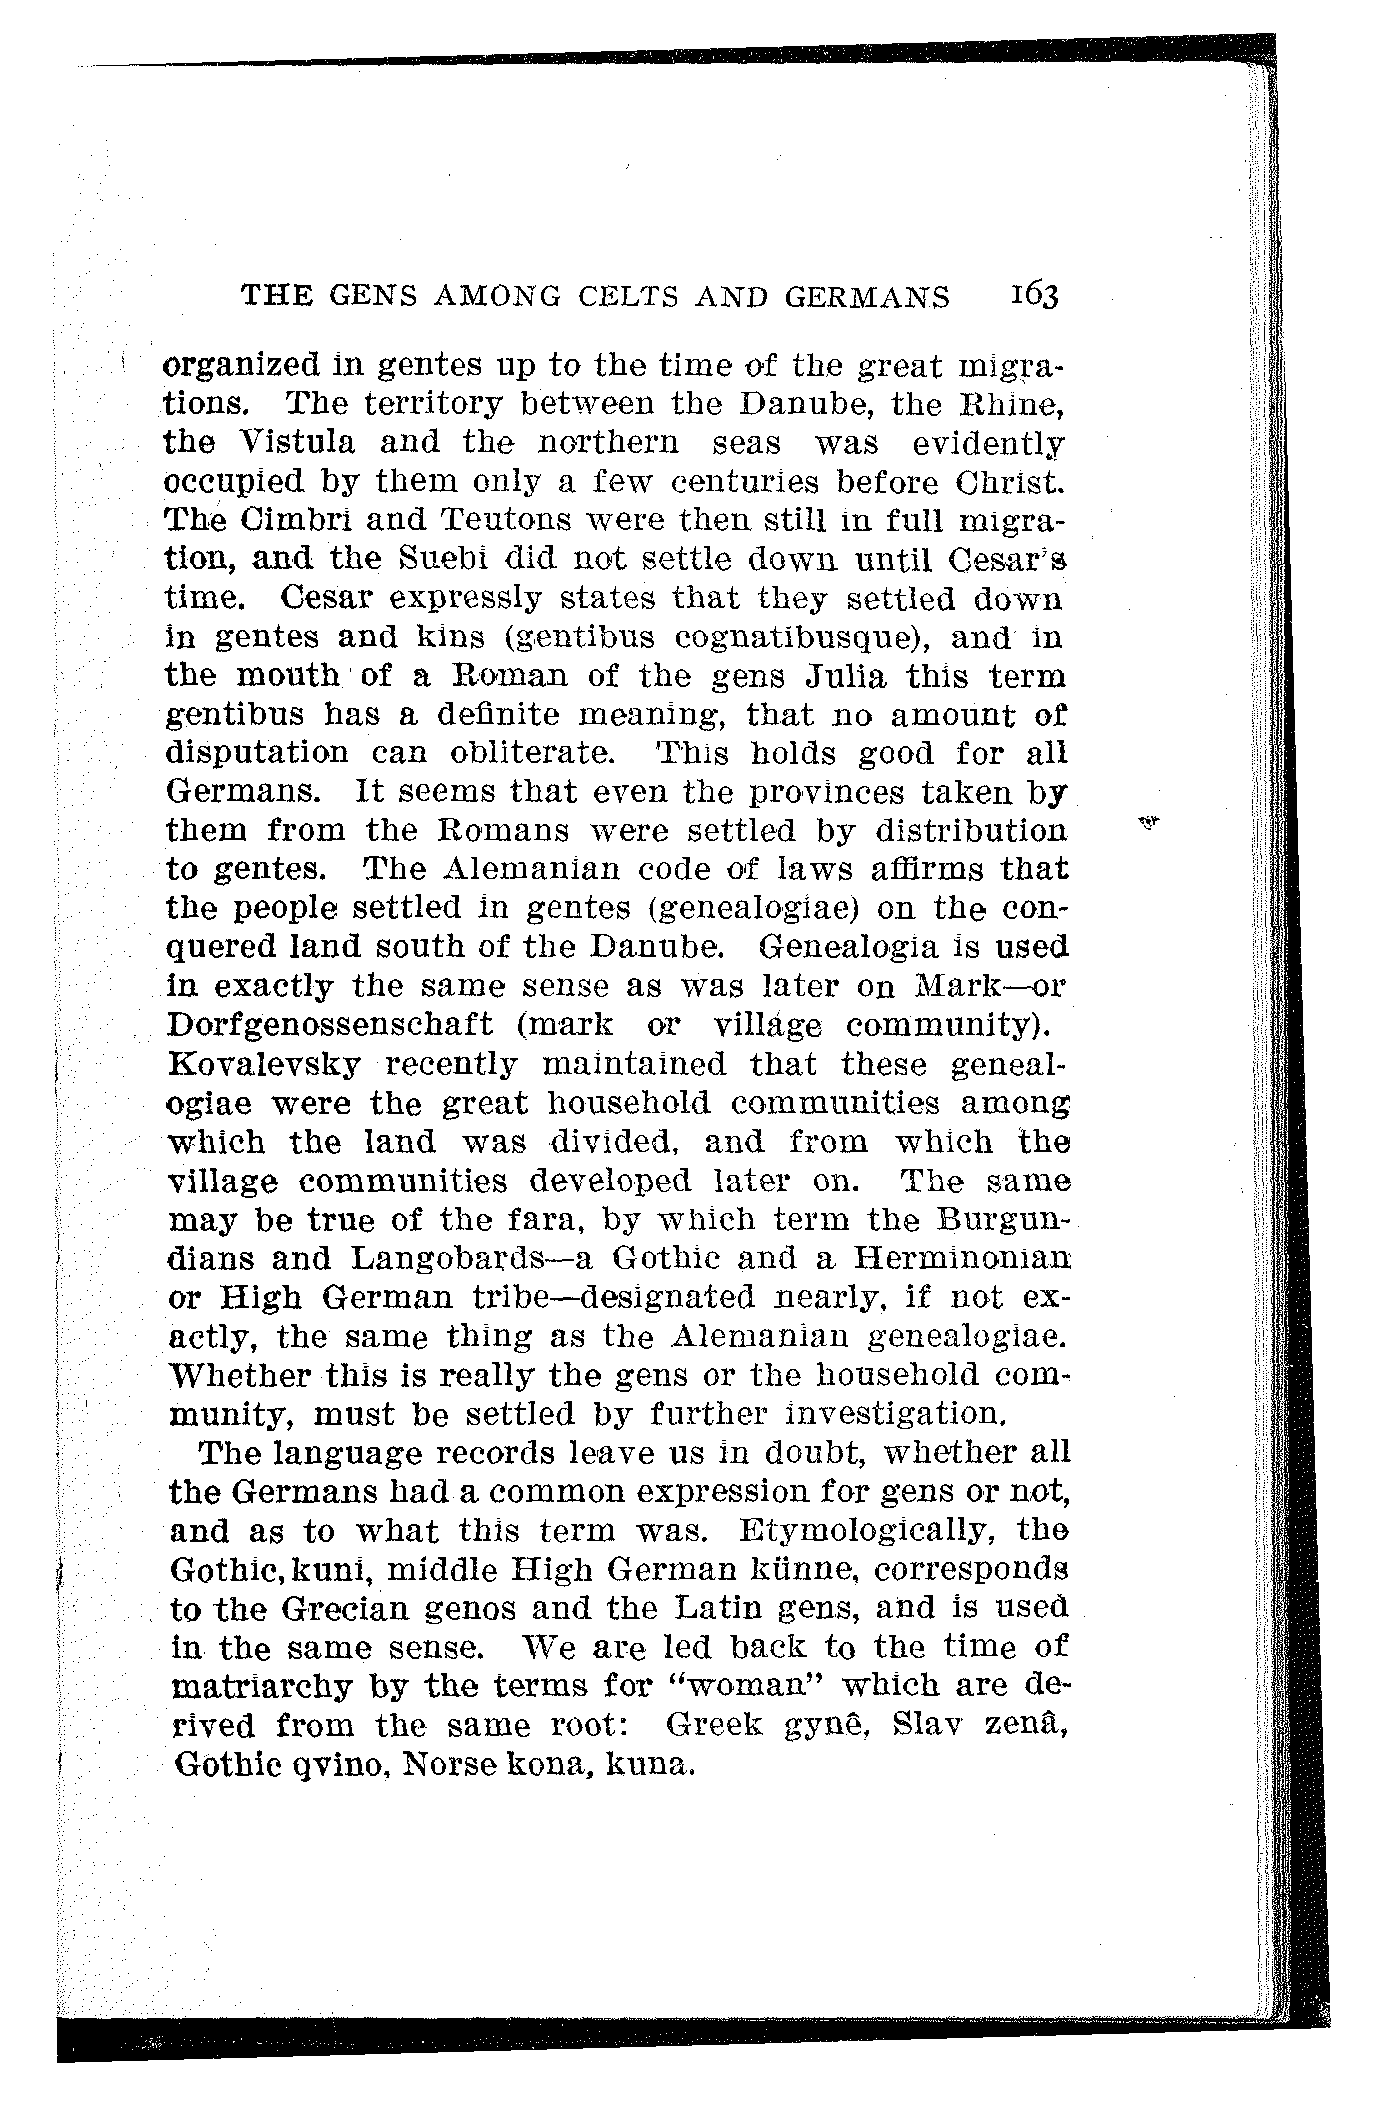 THE GENS AMONG CELTS AND GERMANS 163
organized in gentes up to the time of the great migra-
tions. The territory between the Danube, the Rhine,
the Vistula and the northern seas was evidently
occupied by them only a few centuries before Christ.
The Cimbri and Teutons were then still in full migra-
tion, and the Suebi did not settle down until Cesar's
time. Cesar expressly states that they settled down
in gentes and kins (gentibus cognatibusque), and in
the mouth of a Roman of the gens Julia this term
gentibus has a definite meaning, that no amount of
disputation can obliterate. This holds good for all
Germans. It seems that even the provinces taken by
them from the Romans were settled by distribution
to gentes. The Alemanian code of laws affirms that
the people settled in gentes (genealogiae) on the con-
quered land south of the Danube. Genealogia is used
in exactly the same sense as was later on Mark—or
Dorfgenossenschaft (mark or village community).
Kovalevsky recently maintained that these geneal-
ogiae were the great household communities among
which the land was divided, and from which the
village communities developed later on. The same
may be true of the fara, by which term the Burgun-
dians and Langobards—a Gothic and a Herminonian
or High German tribe—designated nearly, if not ex-
actly, the same thing as the Alemanian genealogiae.
Whether this is really the gens or the household com-
munity, must be settled by further investigation.
The language records leave us in doubt, whether all
the Germans had a common expression for gens or not,
and as to what this term was. Etymologically, the
Gothic, kuni, middle High German künne, corresponds
to the Grecian genos and the Latin gens, and is used
in the same sense. We are led back to the time of
matriarchy by the terms for “woman” which are de-
rived from the same root: Greek gynê, Slav zenâ,
Gothic qvino, Norse kona, kuna.